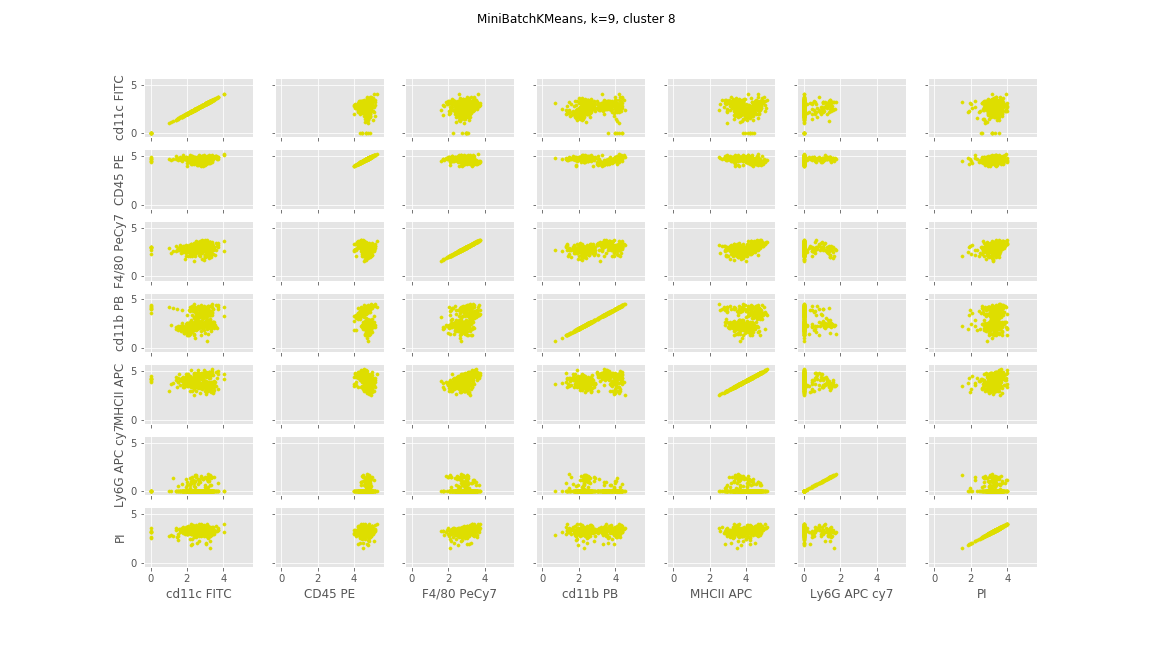 MiniBatchKMeans, k=9, cluster 8
cd11c FITC
5
0
CD45 PE
5
0
F4/80 PeCy7
5
0
cd11b PB
5
0
MHCII APC
5
0
Ly6G APC cy7
5
0
PI
5
0
0 2 4 0 2 4 0 2 4 0 2 4 0 2 4 0 2 4 0 2 4
cd11c FITC CD45 PE F4/80 PeCy7 cd11b PB MHCII APC Ly6G APC cy7 PI